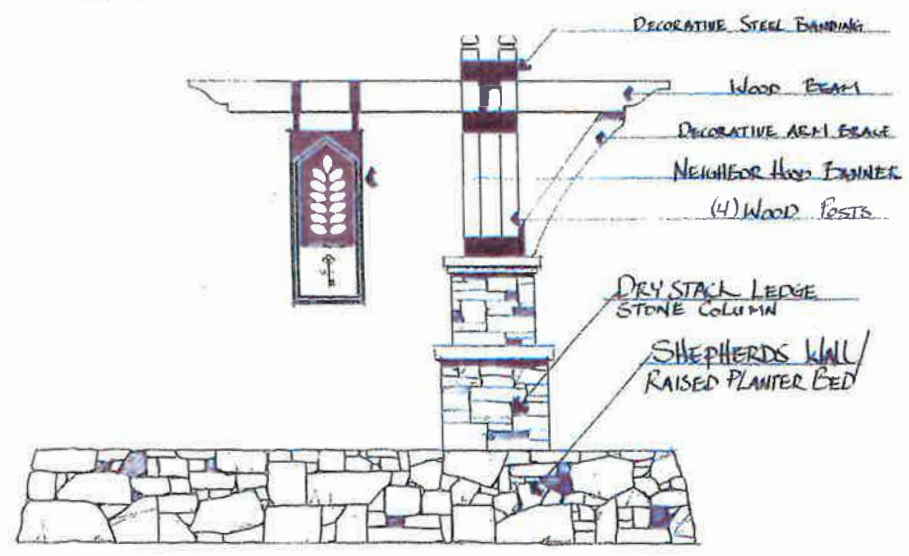 DECORATIVE STEEL BANDING
WOOD BEAM
DECORATIVE ARM BRACE
NEIGHBOR HOOD BANNER
(4) WOOD POSTS
DRY STACK LEDGE
STONE COLUMN
SHEPHERDS WALL/
RAISED PLANTER BED